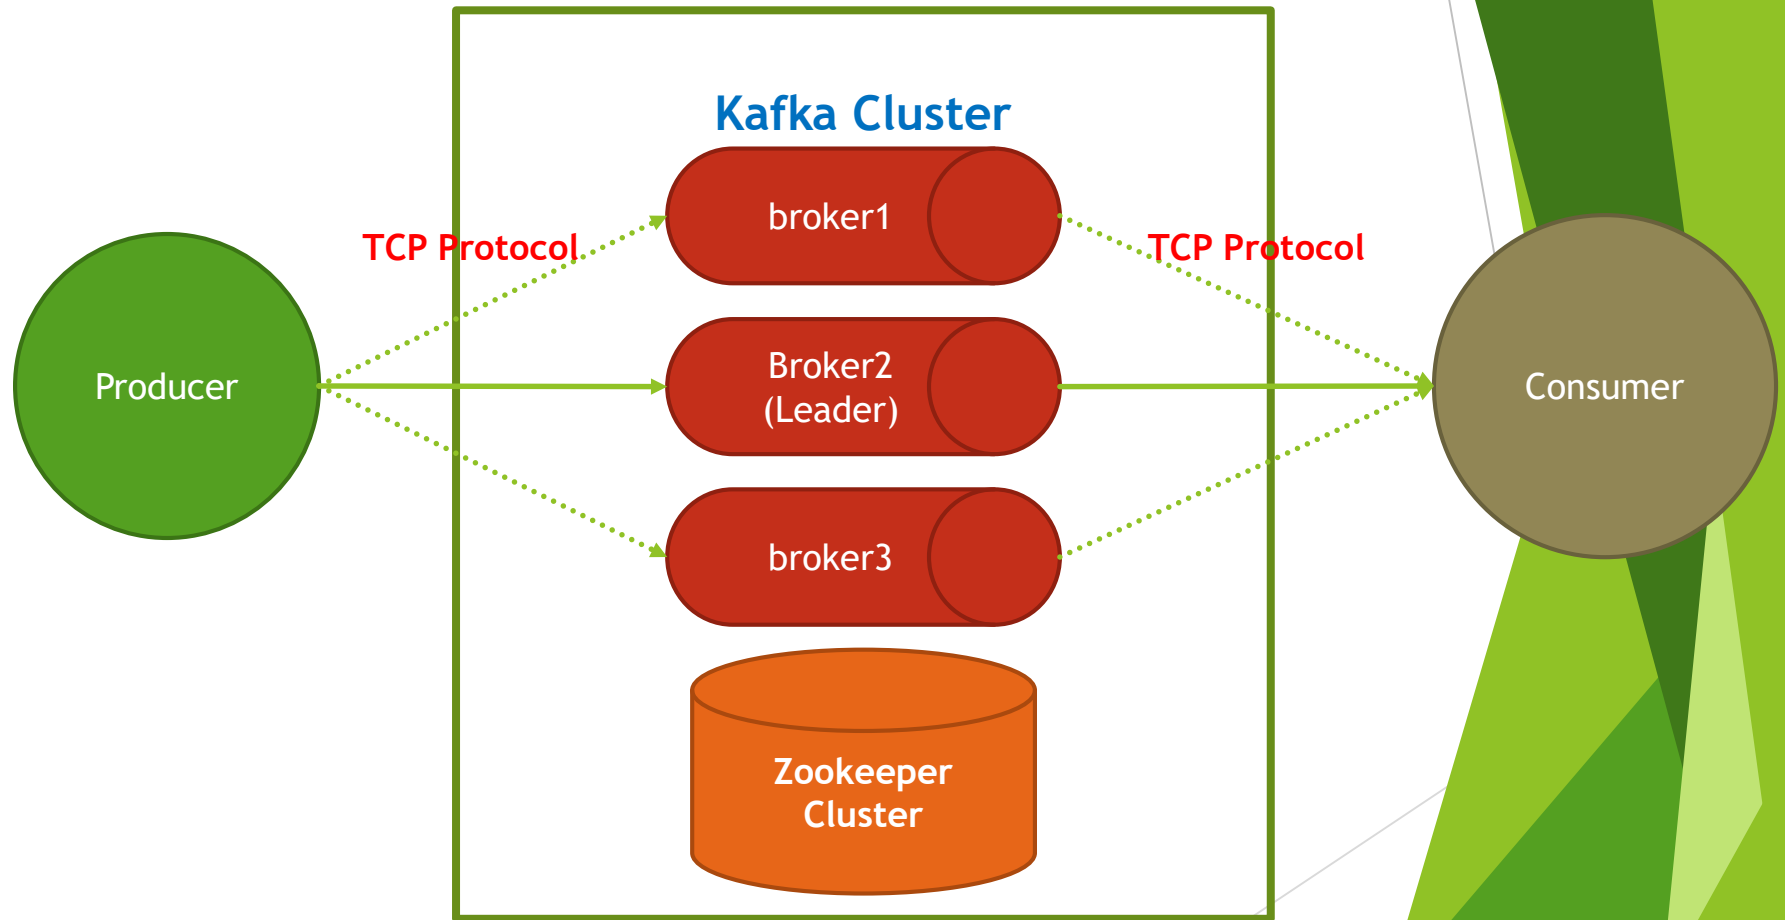 Kafka Cluster
broker1
TCP Protocol
TCP Protocol
Producer
Broker2
(Leader)
Consumer
broker3
Zookeeper
Cluster